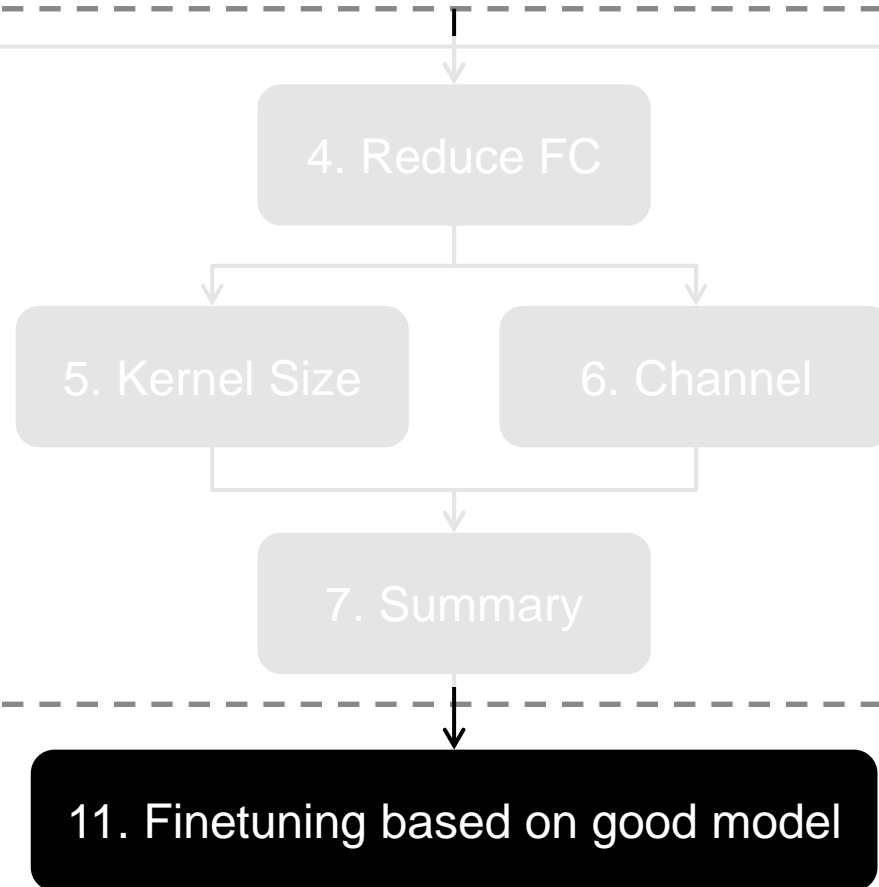 4. Reduce FC
5. Kernel Size
6. Channel
7. Summary
11. Finetuning based on good model